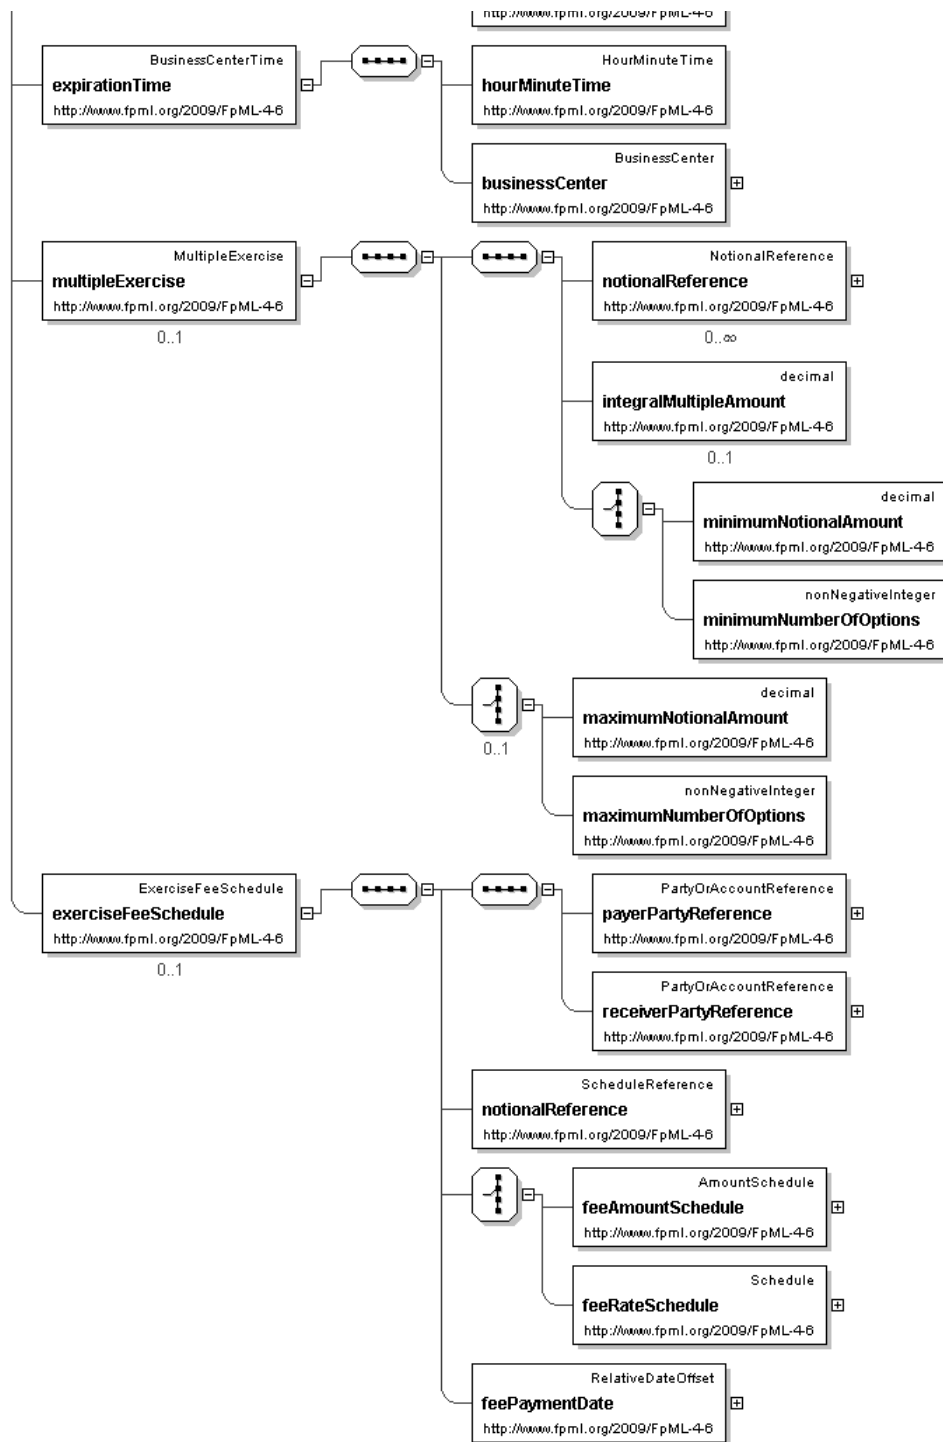 http://www.fpml.org/2009/FpML-4-6
BusinessCenterTime
expirationTime
http://www.fpml.org/2009/FpML-4-6
HourMinuteTime
hourMinuteTime
http://www.fpml.org/2009/FpML-4-6
BusinessCenter
businessCenter
http://www.fpml.org/2009/FpML-4-6
MultipleExercise
multipleExercise
http://www.fpml.org/2009/FpML-4-6
0..1
NotionalReference
notionalReference
http://www.fpml.org/2009/FpML-4-6
0..∞
decimal
integralMultipleAmount
http://www.fpml.org/2009/FpML-4-6
0..1
decimal
minimumNotionalAmount
http://www.fpml.org/2009/FpML-4-6
nonNegativeInteger
minimumNumberOfOptions
http://www.fpml.org/2009/FpML-4-6
0..1
decimal
maximumNotionalAmount
http://www.fpml.org/2009/FpML-4-6
nonNegativeInteger
maximumNumberOfOptions
http://www.fpml.org/2009/FpML-4-6
ExerciseFeeSchedule
exerciseFeeSchedule
http://www.fpml.org/2009/FpML-4-6
0..1
PartyOrAccountReference
payerPartyReference
http://www.fpml.org/2009/FpML-4-6
PartyOrAccountReference
receiverPartyReference
http://www.fpml.org/2009/FpML-4-6
ScheduleReference
notionalReference
http://www.fpml.org/2009/FpML-4-6
AmountSchedule
feeAmountSchedule
http://www.fpml.org/2009/FpML-4-6
Schedule
feeRateSchedule
http://www.fpml.org/2009/FpML-4-6
RelativeDateOffset
feePaymentDate
http://www.fpml.org/2009/FpML-4-6